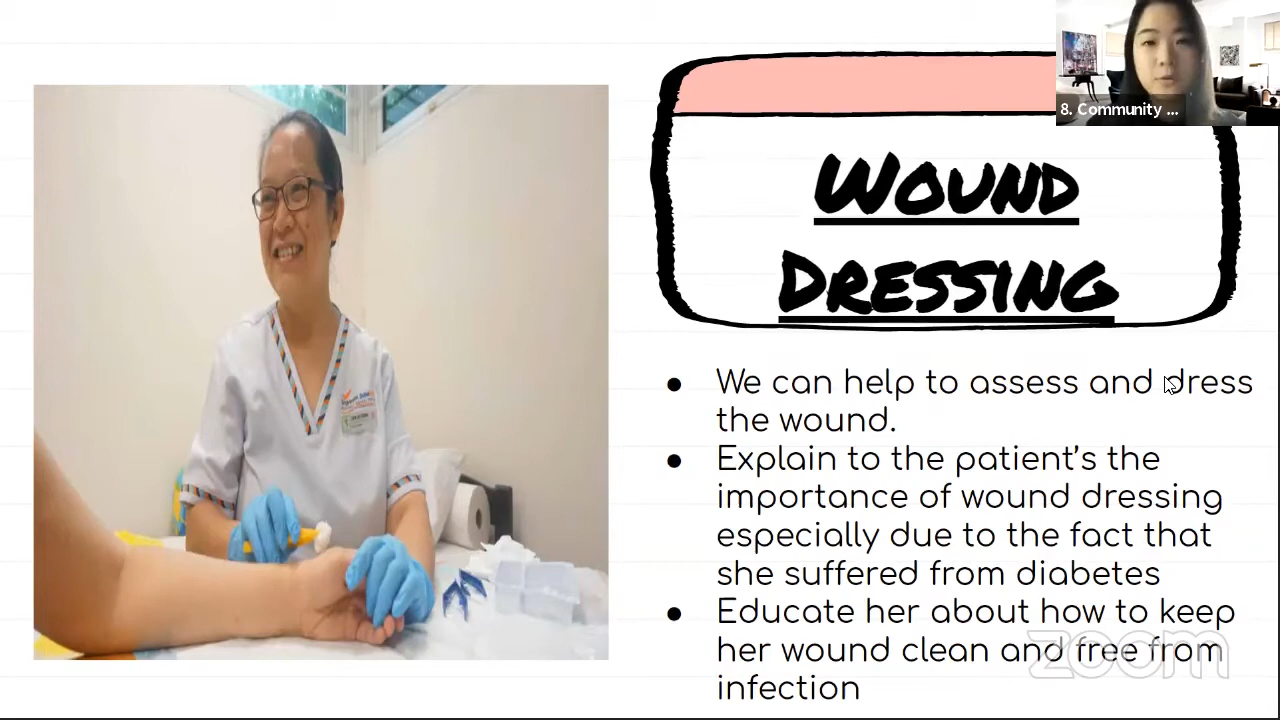 8. Community ...
WOUND
DRESSING
● We can help to assess and dress
the wound.
● Explain to the patient's the
importance of wound dressing
especially due to the fact that
she suffered from diabetes
● Educate her about how to keep
her wound clean and free from
infection
zoom